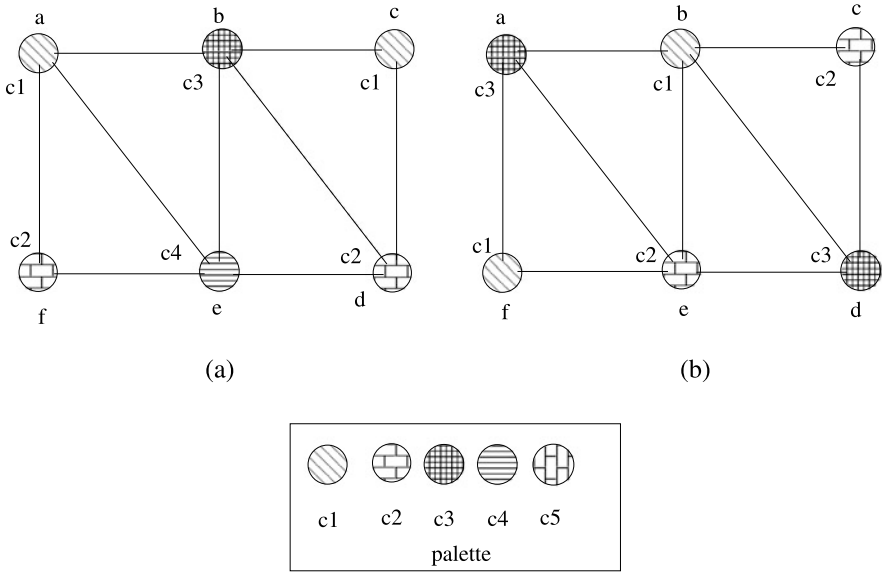 a b c
c1 c3 c1
c2 c4 c2
f e d
(a)
a b c
c3 c1 c2
c1 c2 c3
f e d
(b)
c1 c2 c3 c4 c5
palette